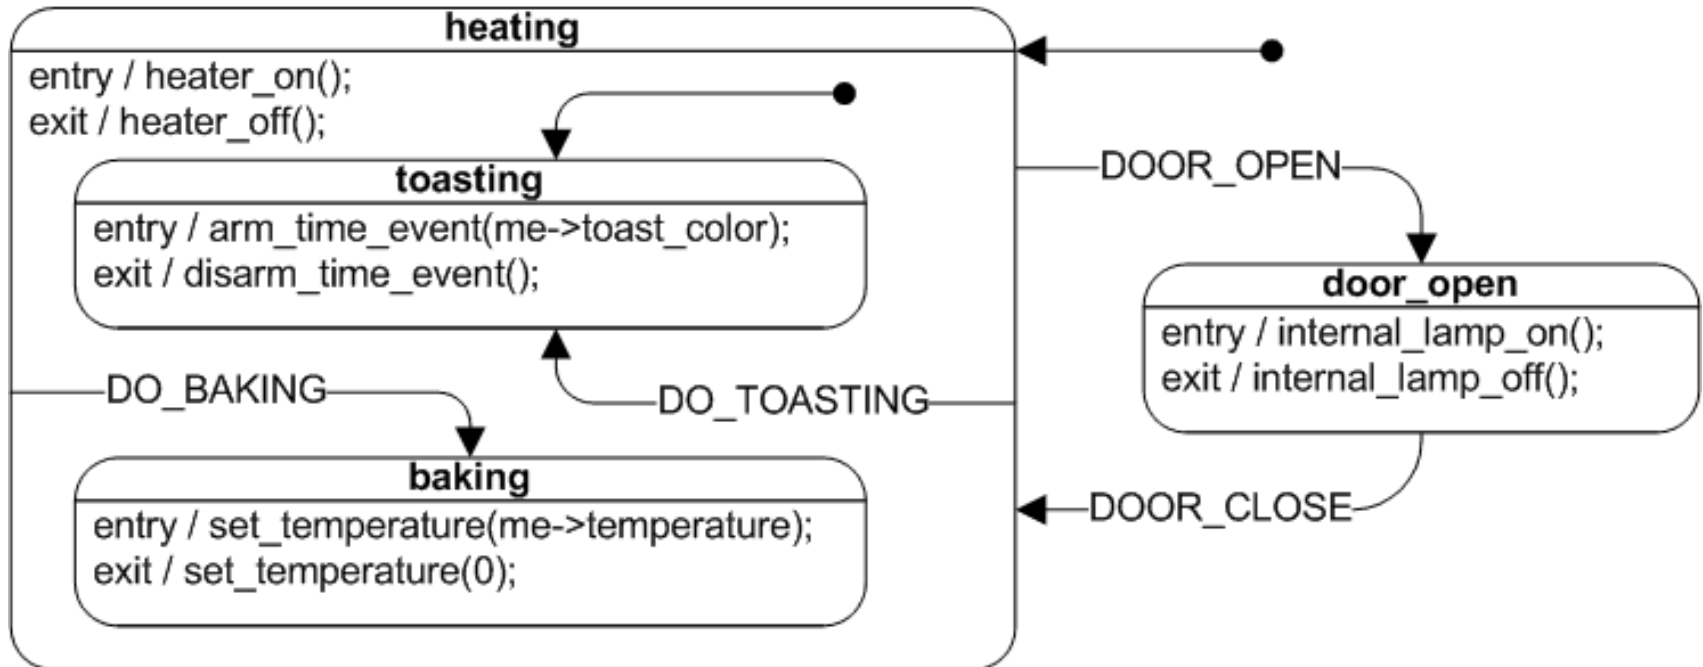 heating
entry / heater_on();
exit / heater_off();
toasting
entry / arm_time_event(me->toast_color);
exit / disarm_time_event();
DO_BAKING
DO_TOASTING
baking
entry / set_temperature(me->temperature);
exit / set_temperature(0);
DOOR_OPEN
door_open
entry / internal_lamp_on();
exit / internal_lamp_off();
DOOR_CLOSE